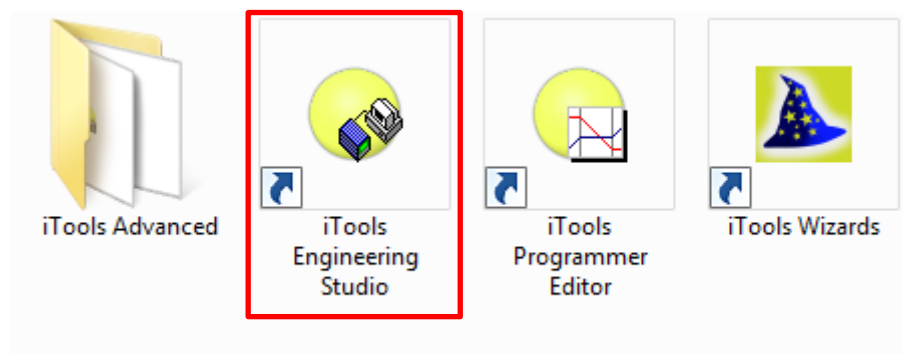 iTools Advanced
iTools
Engineering
Studio
iTools
Programmer
Editor
iTools Wizards